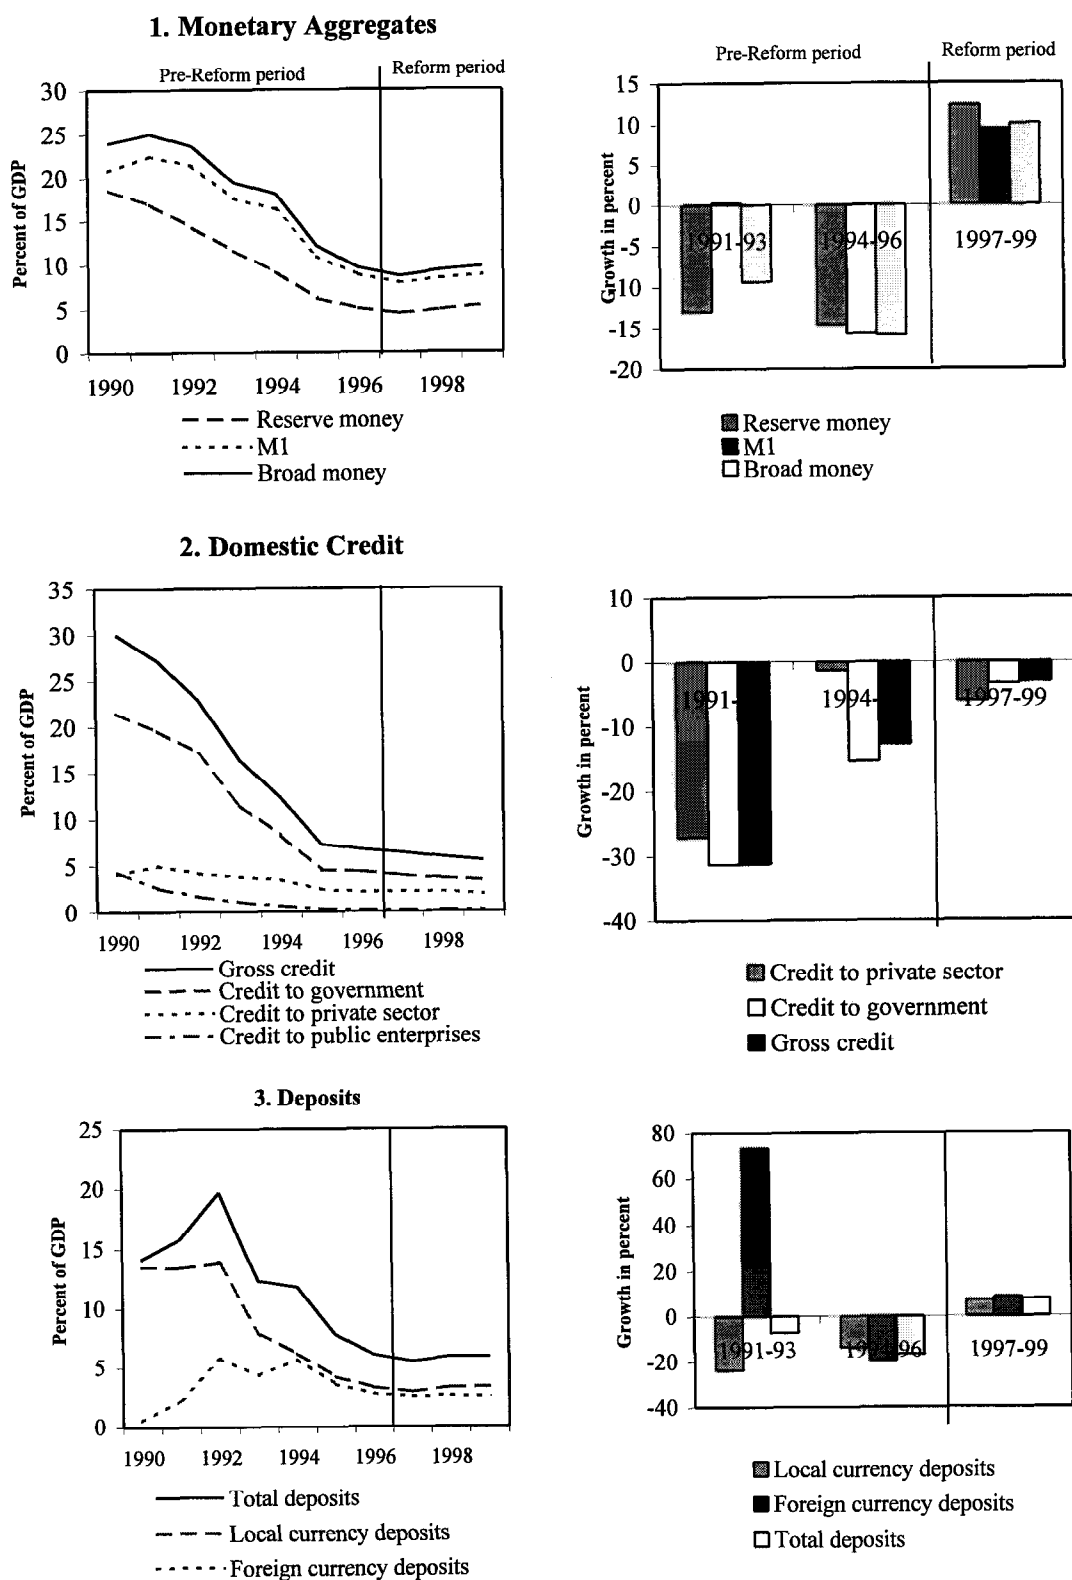 1. Monetary Aggregates
Pre-Reform period
Reform period
30
25
20
15
10
5
0
Percent of GDP
1990
1992
1994
1996
1998
Reserve money
M1
Broad money
Pre-Reform period
Reform period
15
10
5
0
-5
-10
-15
-20
Growth in percent
1991-93
1994-96
1997-99
Reserve money
M1
Broad money
2. Domestic Credit
35
30
25
20
15
10
5
0
Percent of GDP
1990
1992
1994
1996
1998
Gross credit
Credit to government
Credit to private sector
Credit to public enterprises
10
0
-10
-20
-30
-40
Growth in percent
1991-
1994-
1997-99
Credit to private sector
Credit to government
Gross credit
3. Deposits
25
20
15
10
5
0
Percent of GDP
1990
1992
1994
1996
1998
Total deposits
Local currency deposits
Foreign currency deposits
80
60
40
20
0
-20
-40
Growth in percent
1991-93
1994-96
1997-99
Local currency deposits
Foreign currency deposits
Total deposits